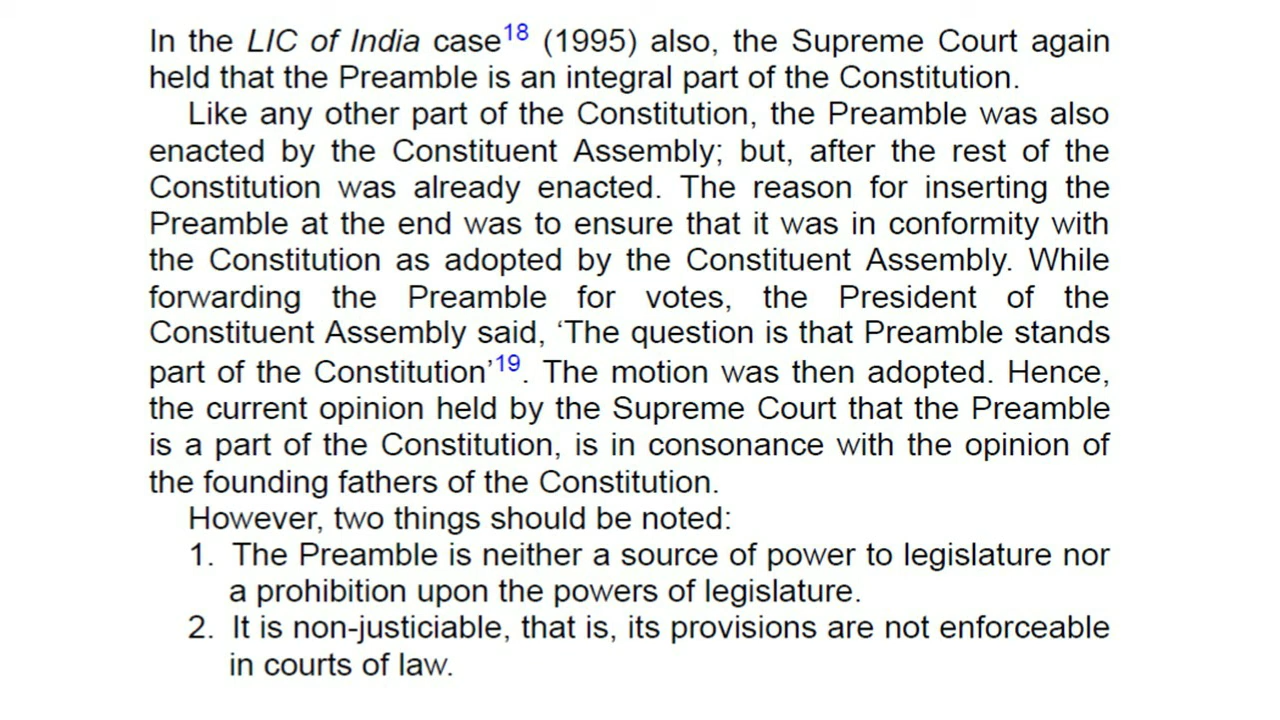 In the LIC of India case18 (1995) also, the Supreme Court again
held that the Preamble is an integral part of the Constitution.
Like any other part of the Constitution, the Preamble was also
enacted by the Constituent Assembly; but, after the rest of the
Constitution was already enacted. The reason for inserting the
Preamble at the end was to ensure that it was in conformity with
the Constitution as adopted by the Constituent Assembly. While
forwarding the Preamble for votes, the President of the
Constituent Assembly said, ‘The question is that Preamble stands
part of the Constitution’19. The motion was then adopted. Hence,
the current opinion held by the Supreme Court that the Preamble
is a part of the Constitution, is in consonance with the opinion of
the founding fathers of the Constitution.
However, two things should be noted:
1. The Preamble is neither a source of power to legislature nor
a prohibition upon the powers of legislature.
2. It is non-justiciable, that is, its provisions are not enforceable
in courts of law.